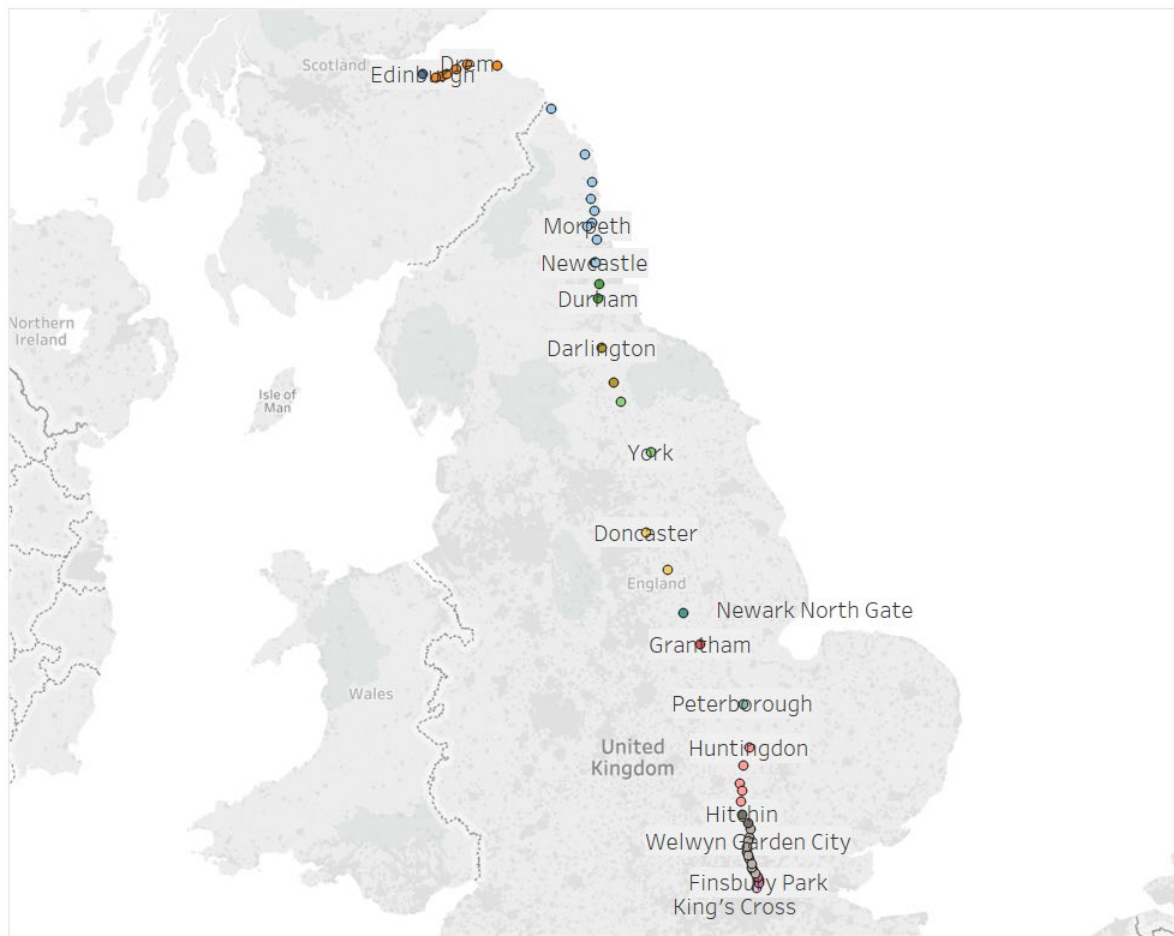 Scotland
Drem
Edinburgh
Morpeth
Newcastle
Durham
Northern
Ireland
Darlington
Isle of
Man
York
Doncaster
England
Newark North Gate
Grantham
Wales
Peterborough
United
Kingdom
Huntingdon
Hitchin
Welwyn Garden City
Finsbury Park
King's Cross